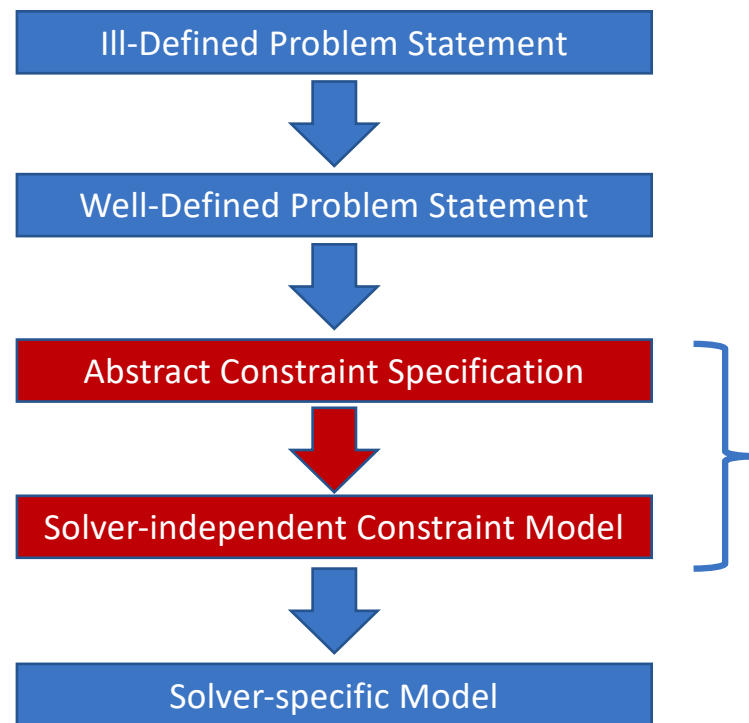 Ill-Defined Problem Statement
Well-Defined Problem Statement
Abstract Constraint Specification
Solver-independent Constraint Model
Solver-specific Model